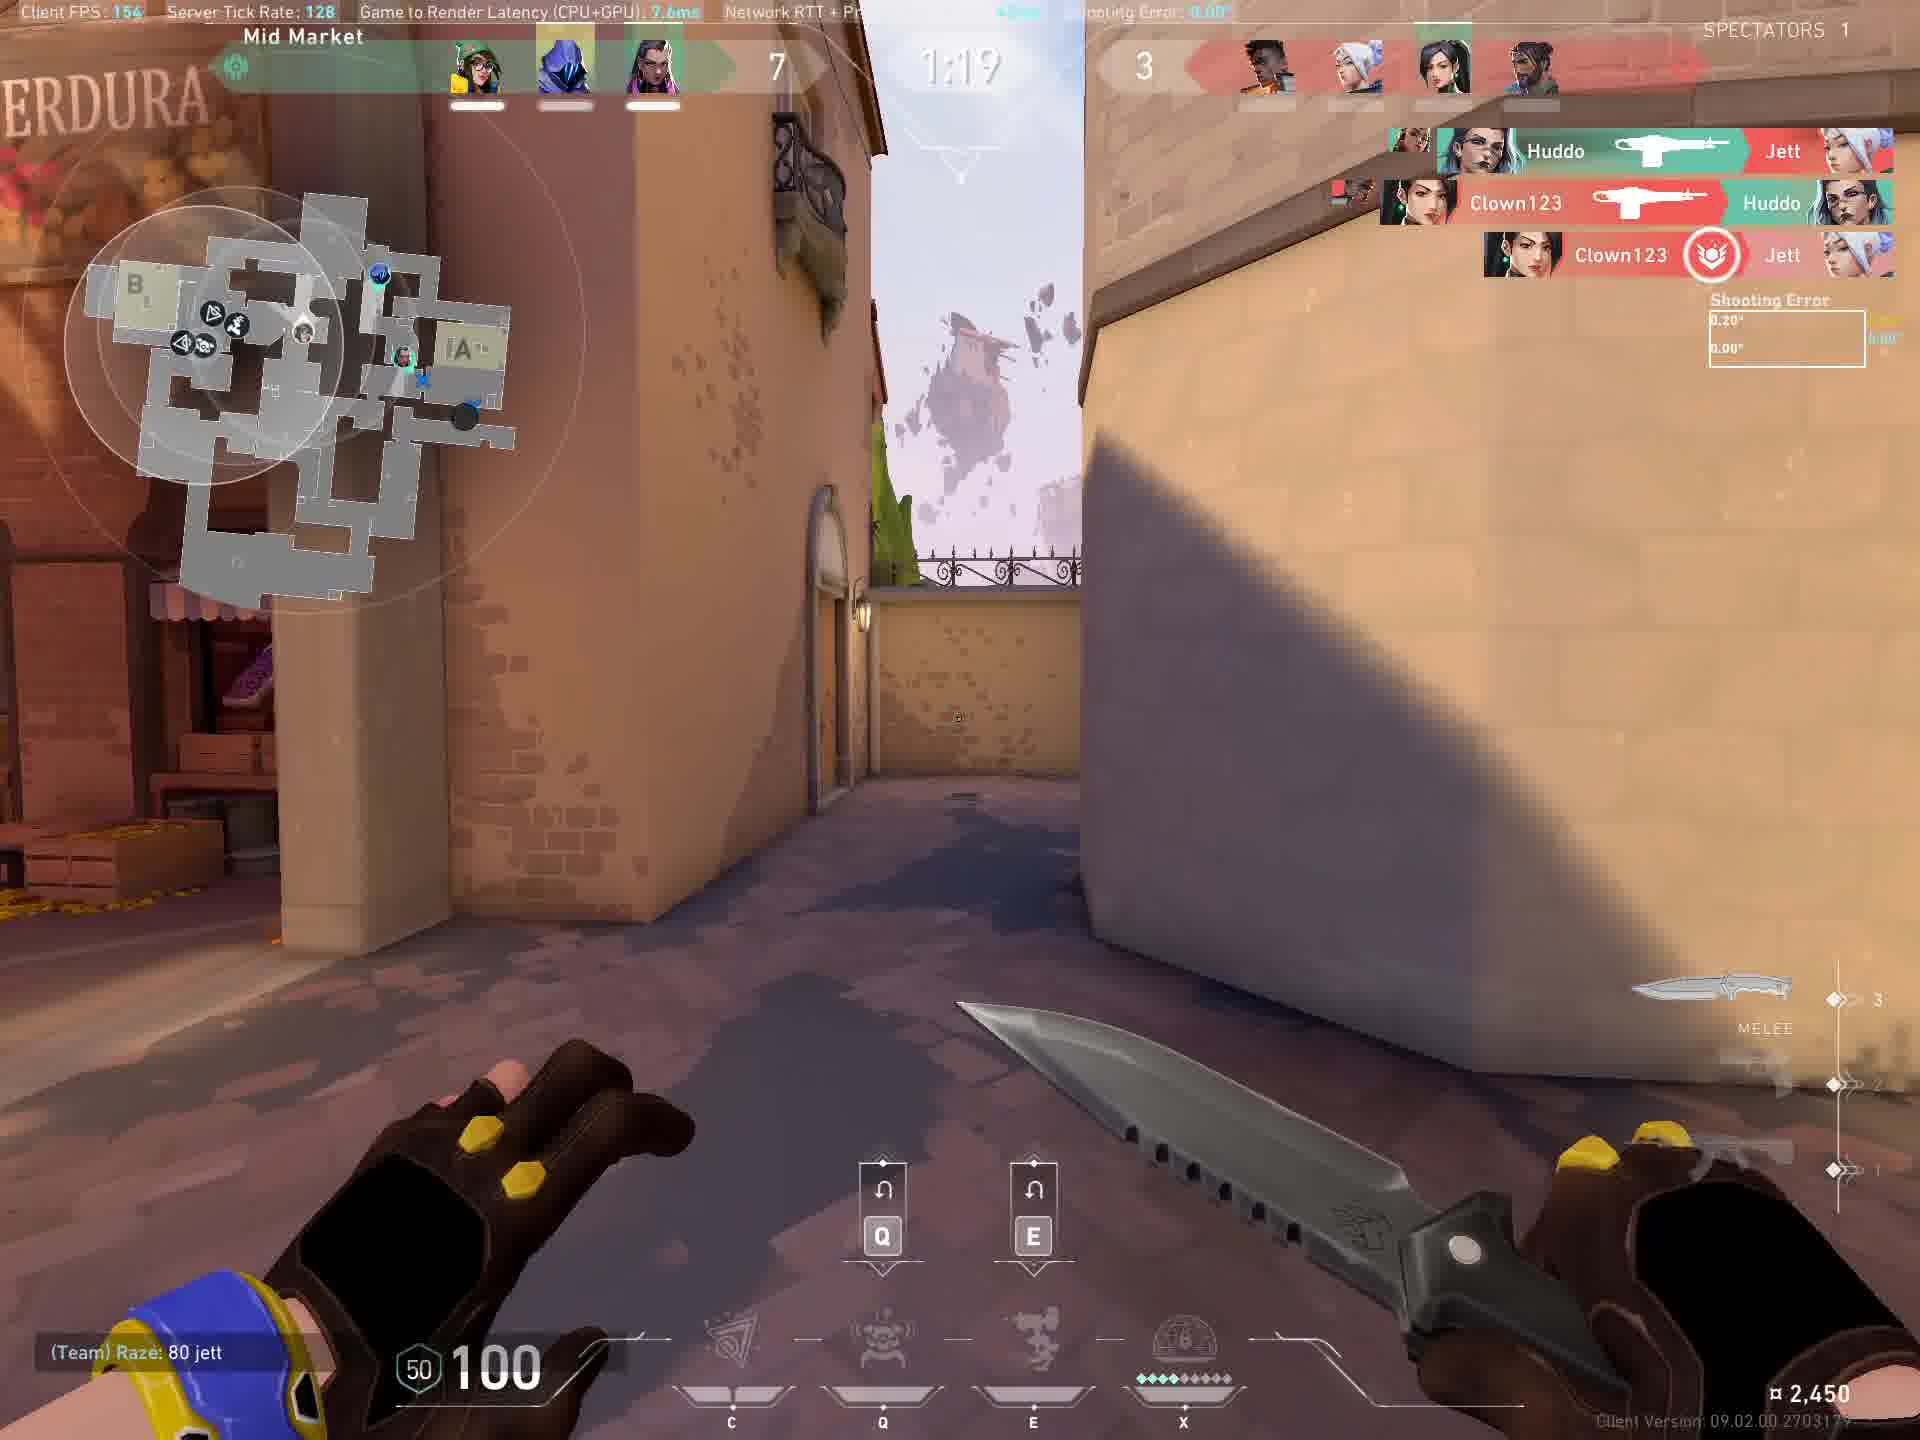 Client FPS: 154 Server Tick Rate: 128 Game to Render Latency (CPU+GPU): 7.6ms Network RTT + Pr
ooting Error: 0.00°
Mid Market
SPECTATORS 1
7
1:19
3
ERDURA
Huddo Jett
Clown123 Huddo
Clown123 Jett
Shooting Error
0.20°
0.00°
B
A
3
MELEE
2
1
Q
E
(Team) Raze: 80 jett
50
100
C
Q
E
X
¤ 2,450
Client Version: 09.02.00.2703179